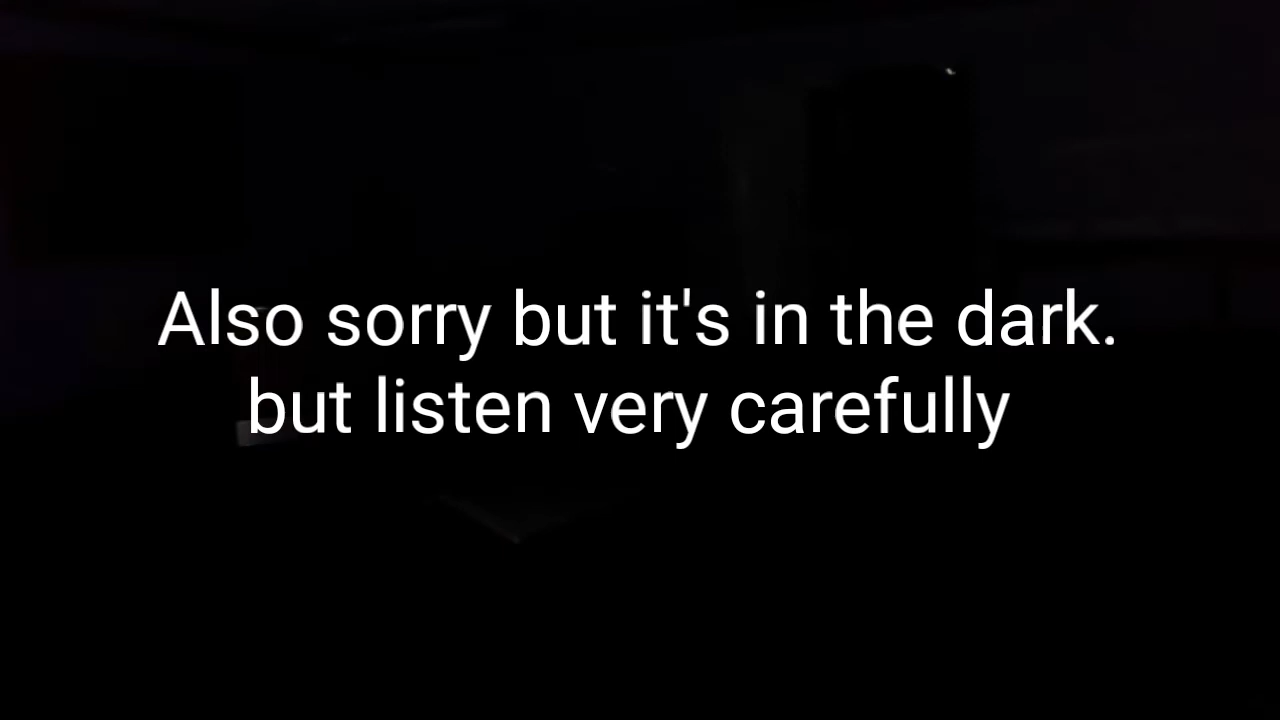 Also sorry but it's in the dark.
but listen very carefully